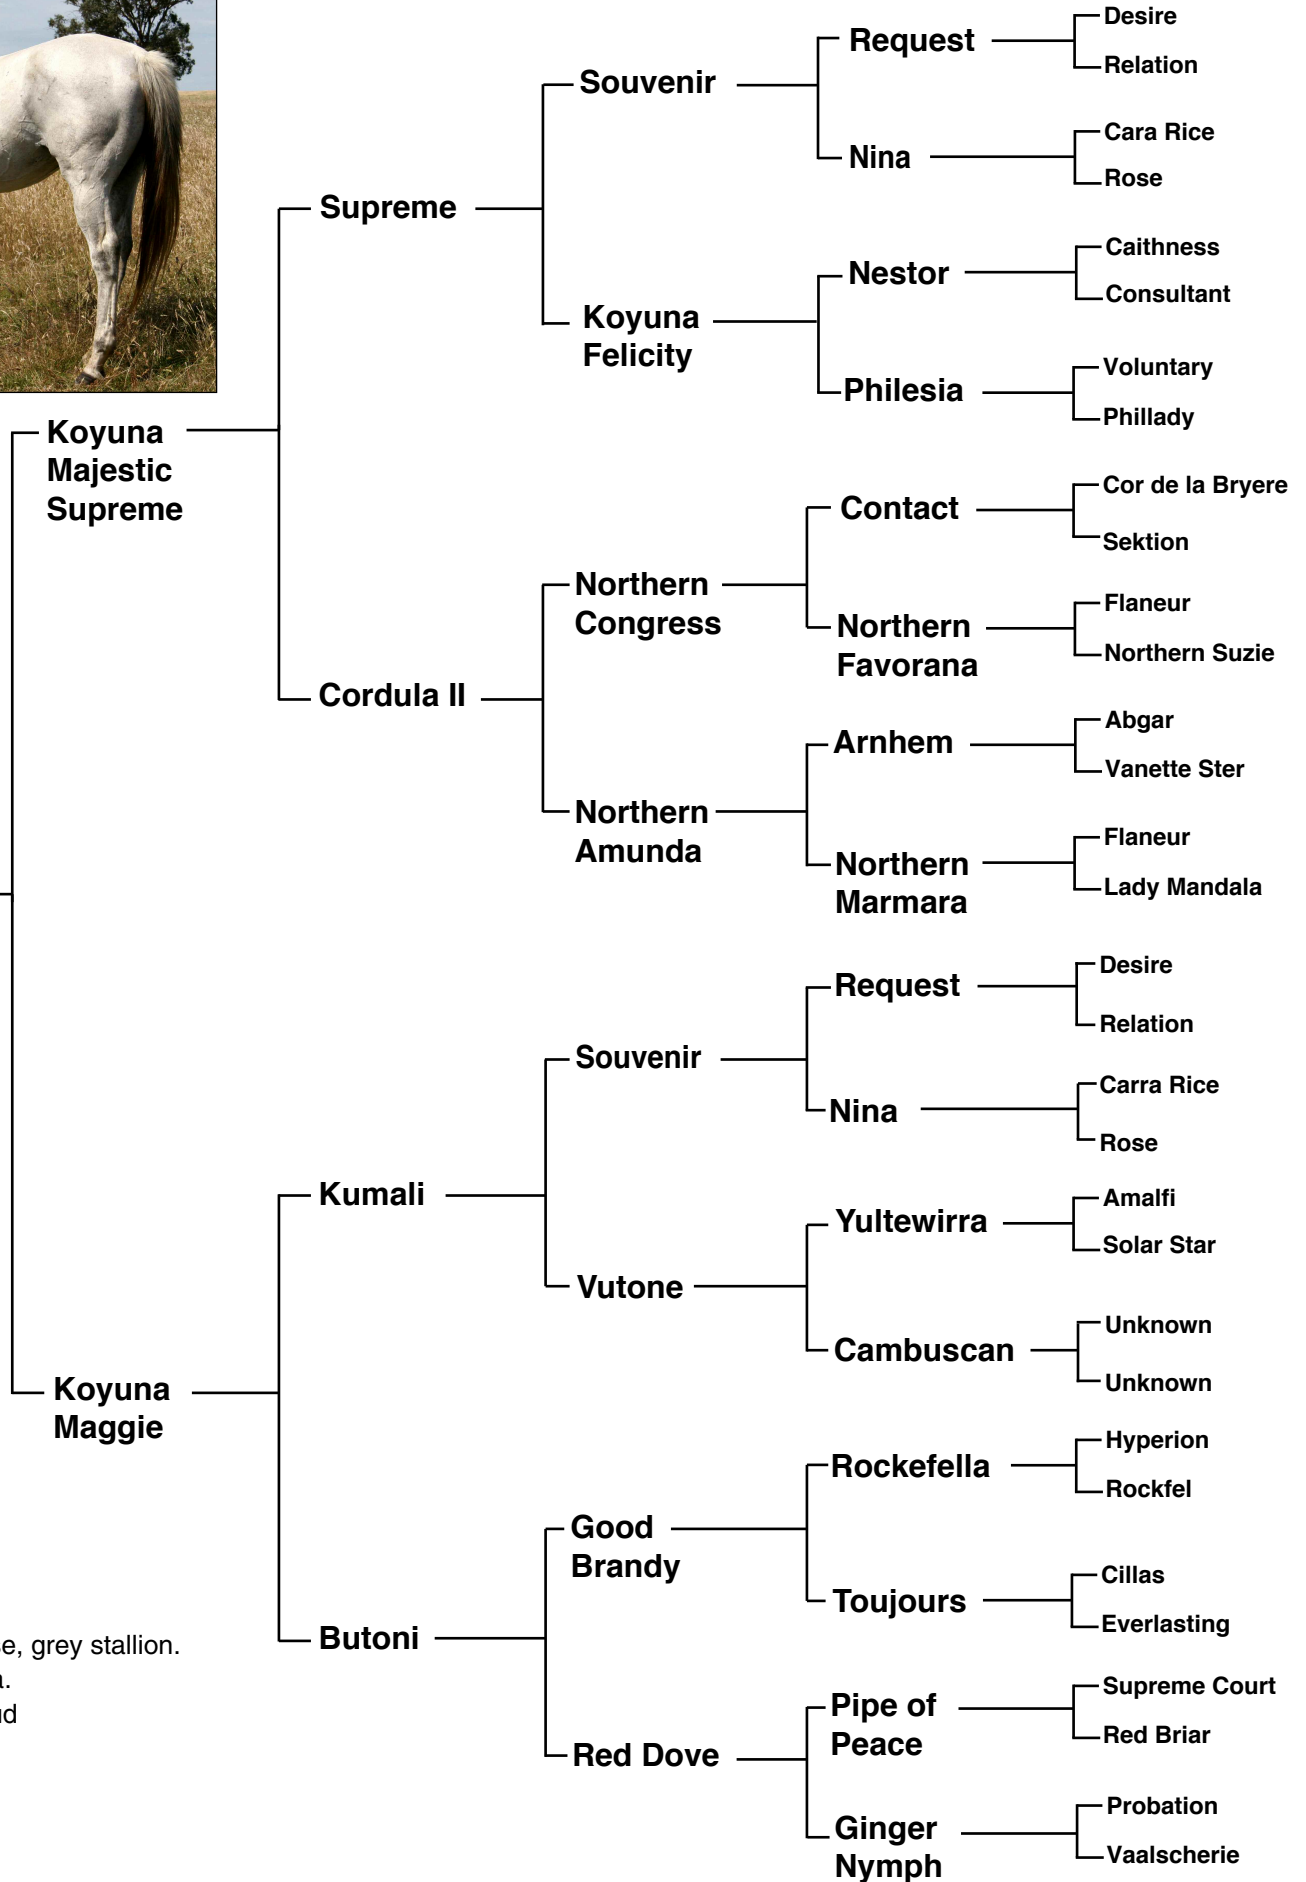 Desire
Request
Relation
Souvenir
Cara Rice
Nina
Rose
Supreme
Caithness
Nestor
Consultant
Koyuna
Felicity
Voluntary
Philesia
Phillady
Koyuna
Majestic
Supreme
Cor de la Bryere
Contact
Sektion
Northern
Congress
Flaneur
Northern
Favorana
Northern Suzie
Cordula II
Abgar
Arnhem
Vanette Ster
Northern
Amunda
Flaneur
Northern
Marmara
Lady Mandala
Desire
Request
Relation
Souvenir
Carra Rice
Nina
Rose
Kumali
Amalfi
Yultewirra
Solar Star
Vutone
Unknown
Cambuscan
Unknown
Koyuna
Maggie
Hyperion
Rockefella
Rockfel
Good
Brandy
Cillas
Toujours
Everlasting
Butoni
Supreme Court
Pipe of
Peace
Red Briar
Red Dove
Probation
Ginger
Nymph
Vaalscherie
grey stallion.